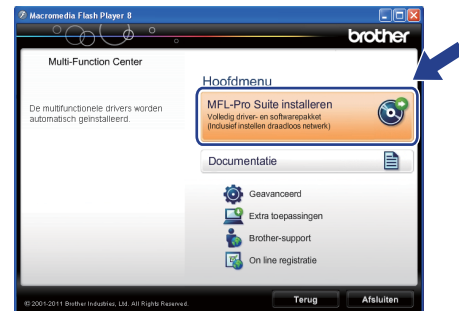 Macromedia Flash Player 8
brother
Multi-Function Center
De multifunctionele drivers worden
automatisch geïnstalleerd.
Hoofdmenu
MFL-Pro Suite installeren
Volledig driver- en softwarepakket
(Inclusief instellen draadloos netwerk)
Documentatie
Geavanceerd
Extra toepassingen
Brother-support
On line registratie
© 2001-2011 Brother Industries, Ltd. All Rights Reserved.
Terug
Afsluiten